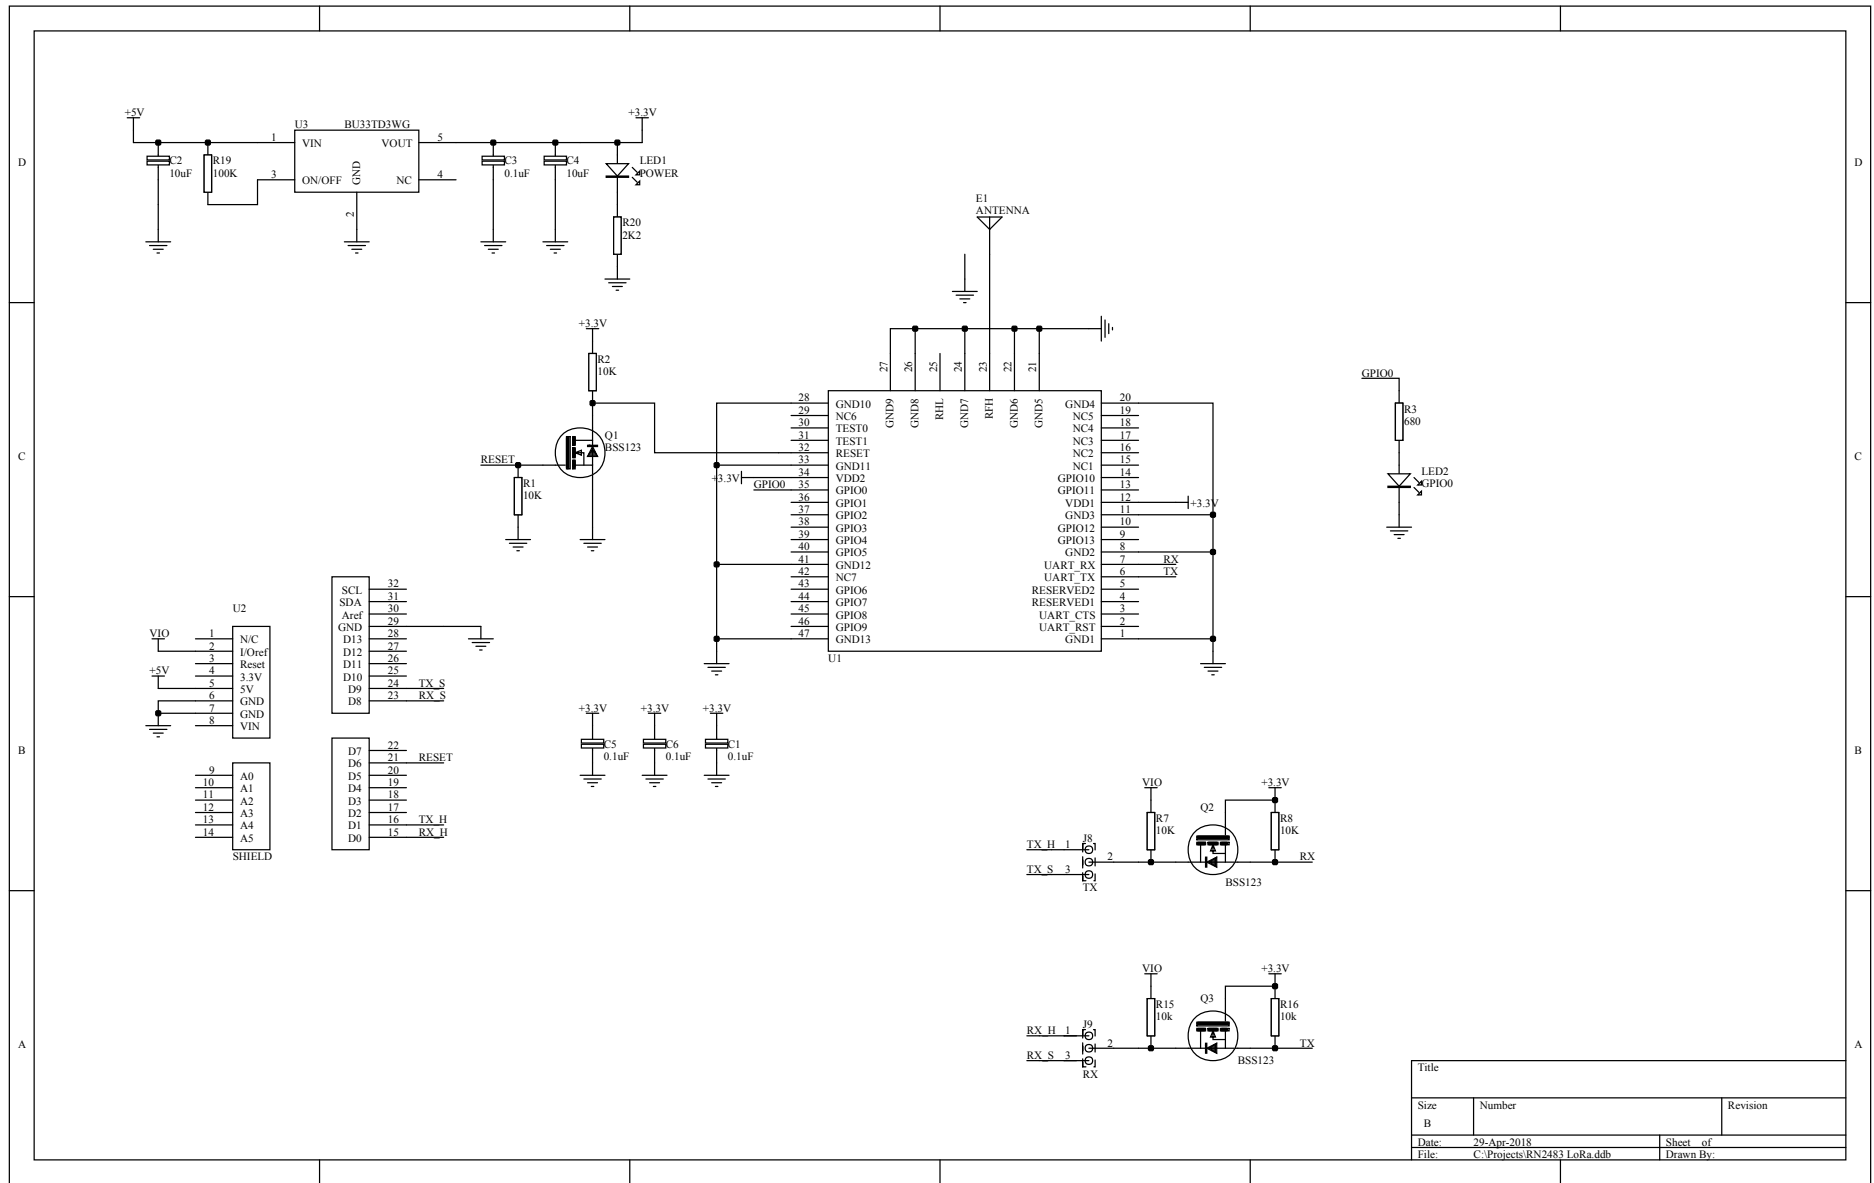 D
D
C
C
B
B
A
A
+5V
U3
BU33TD3WG
+3.3V
1
VIN
VOUT
5
3
ON/OFF
GND
NC
4
2
C2
10uF
R19
100K
C3
0.1uF
C4
10uF
LED1
POWER
R20
2K2
E1
ANTENNA
+3.3V
R2
10K
Q1
BSS123
RESET
R1
10K
27
26
25
24
23
22
21
GND9
GND8
RHL
GND7
RFH
GND6
GND5
28 GND10
29 NC6
30 TEST0
31 TEST1
32 RESET
33 GND11
+3.3V 34 VDD2
GPIO0 35 GPIO0
36 GPIO1
37 GPIO2
38 GPIO3
39 GPIO4
40 GPIO5
41 GND12
42 NC7
43 GPIO6
44 GPIO7
45 GPIO8
46 GPIO9
47 GND13
GND4 20
NC5 19
NC4 18
NC3 17
NC2 16
NC1 15
GPIO10 14
GPIO11 13
VDD1 12 +3.3V
GND3 11
GPIO12 10
GPIO13 9
GND2 8
UART_RX 7 RX
UART_TX 6 TX
RESERVED2 5
RESERVED1 4
UART_CTS 3
UART_RST 2
GND1 1
U1
GPIO0
R3
680
LED2
GPIO0
U2
VIO
+5V
1 N/C
2 I/Oref
3 Reset
4 3.3V
5 5V
6 GND
7 GND
8 VIN
9 A0
10 A1
11 A2
12 A3
13 A4
14 A5
SHIELD
SCL 32
SDA 31
Aref 30
GND 29
D13 28
D12 27
D11 26
D10 25
D9 24 TX_S
D8 23 RX_S
D7 22
D6 21 RESET
D5 20
D4 19
D3 18
D2 17
D1 16 TX_H
D0 15 RX_H
+3.3V
C5
0.1uF
+3.3V
C6
0.1uF
+3.3V
C1
0.1uF
VIO
+3.3V
R7
10K
Q2
R8
10K
J8
TX_H 1
2
TX_S 3
TX
RX
BSS123
VIO
+3.3V
R15
10k
Q3
R16
10k
J9
RX_H 1
2
RX_S 3
RX
TX
BSS123
Title
Size
Number
Revision
B
Date: 29-Apr-2018
Sheet of
File: C:\Projects\RN2483 LoRa.ddb
Drawn By: